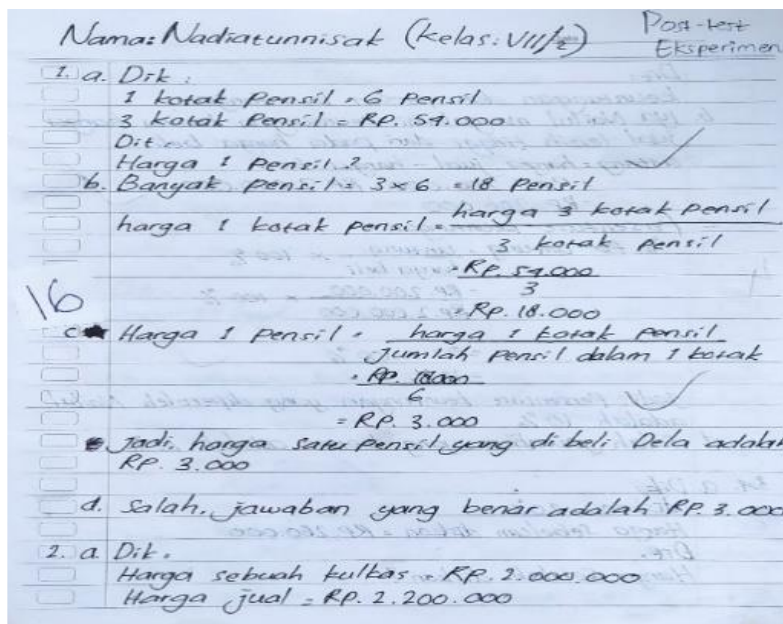 Nama: Nadiatunnisak (Kelas: VII/2)
Post-test
Eksperimen
1. a. Dik:
1 kotak Pensil = 6 Pensil
3 kotak Pensil = RP. 54.000
Dit:
Harga 1 Pensil?
b. Banyak pensil = 3 x 6 = 18 Pensil
harga 1 kotak pensil = harga 3 kotak pensil
3 kotak pensil
= RP. 54.000
3
= RP. 18.000
16
c Harga 1 pensil = harga 1 kotak pensil
Jumlah pensil dalam 1 kotak
= RP. 18.000
6
= RP. 3.000
Jadi, harga satu pensil yang di beli Dela adalah
RP. 3.000
d. Salah. jawaban yang benar adalah RP. 3.000
2. a Dik.
Harga sebuah kulkas = RP. 2.000.000
Harga jual = RP. 2.200.000